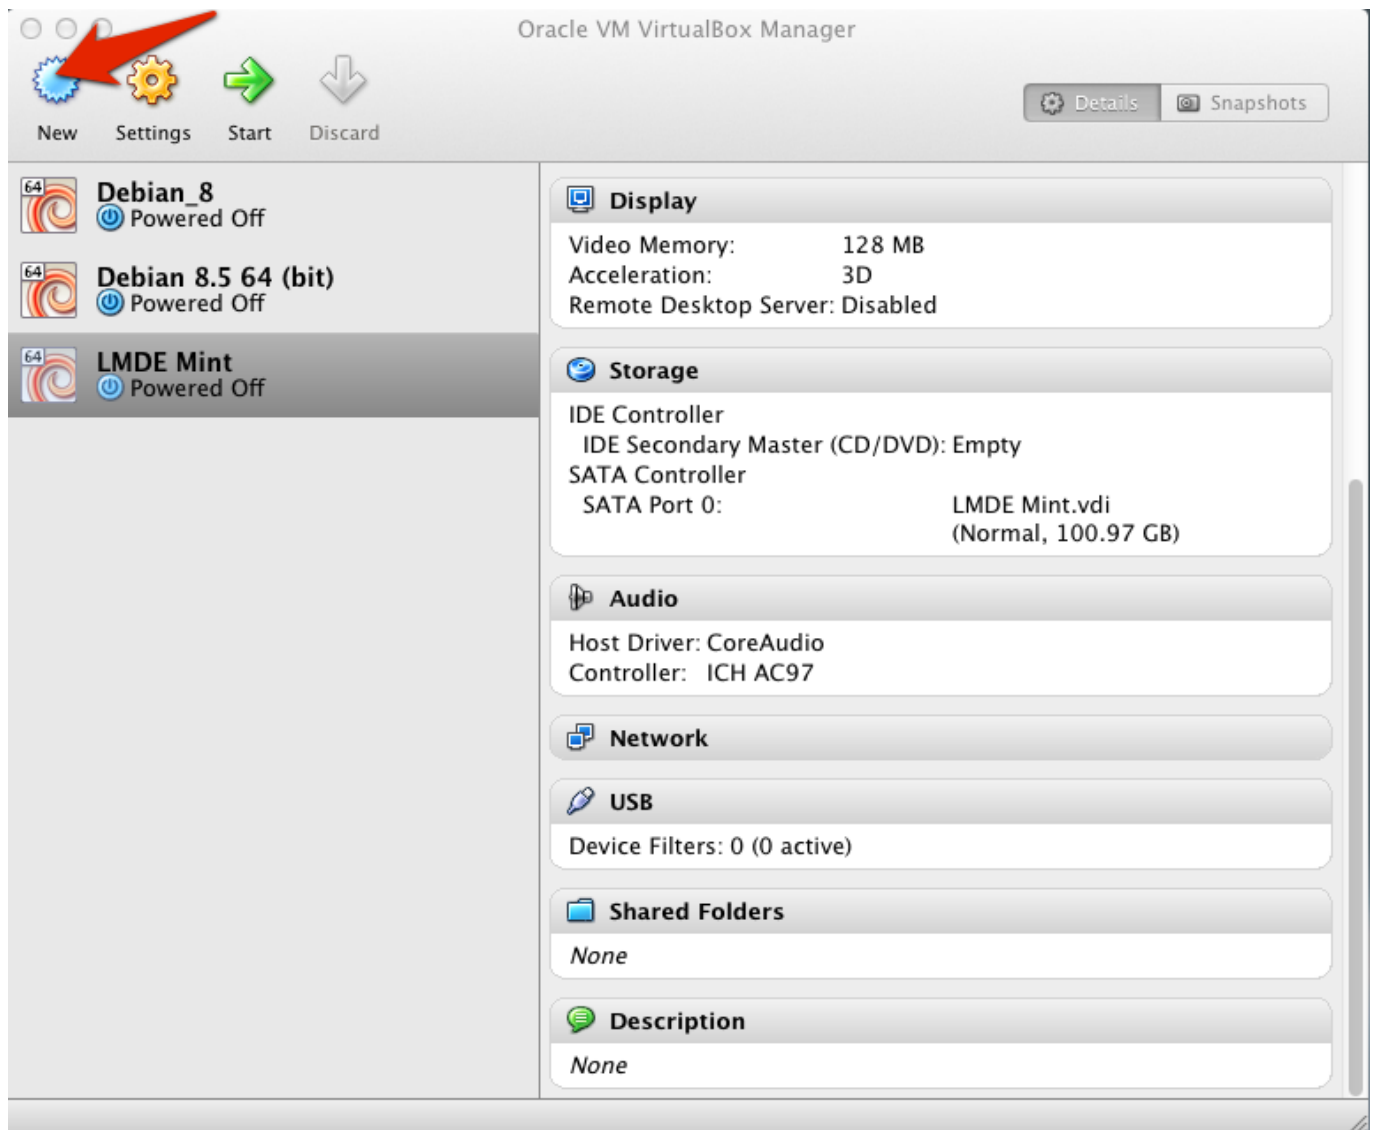 Oracle VM VirtualBox Manager
New Settings Start Discard
Details Snapshots
64 Debian_8
Powered Off
64 Debian 8.5 64 (bit)
Powered Off
64 LMDE Mint
Powered Off
Display
Video Memory: 128 MB
Acceleration: 3D
Remote Desktop Server: Disabled
Storage
IDE Controller
IDE Secondary Master (CD/DVD): Empty
SATA Controller
SATA Port 0: LMDE Mint.vdi
(Normal, 100.97 GB)
Audio
Host Driver: CoreAudio
Controller: ICH AC97
Network
USB
Device Filters: 0 (0 active)
Shared Folders
None
Description
None